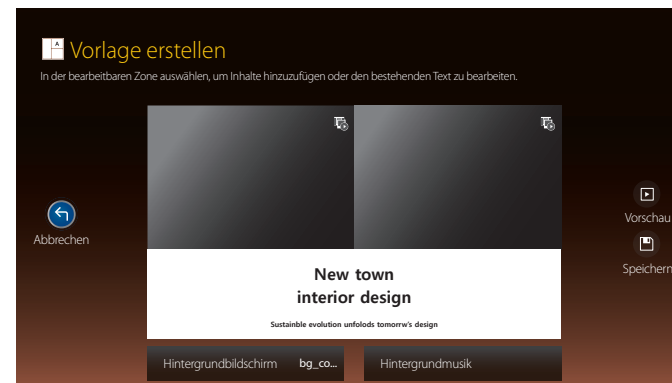 A
Vorlage erstellen
In der bearbeitbaren Zone auswählen, um Inhalte hinzuzufügen oder den bestehenden Text zu bearbeiten.
Abbrechen
New town
interior design
Sustainble evolution unfolods tomorrw's design
Vorschau
Speichern
Hintergrundbildschirm bg_co...
Hintergrundmusik